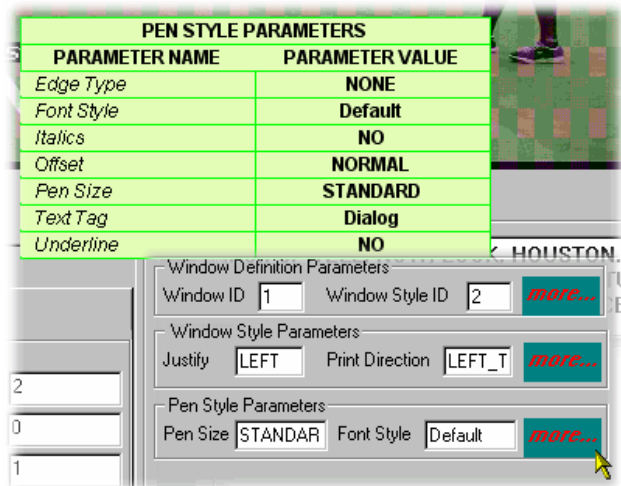 PEN STYLE PARAMETERS
PARAMETER NAME PARAMETER VALUE
Edge Type NONE
Font Style Default
Italics NO
Offset NORMAL
Pen Size STANDARD
Text Tag Dialog
Underline NO
HOUSTON.
Window Definition Parameters
Window ID 1 Window Style ID 2 more...
Window Style Parameters
Justify LEFT Print Direction LEFT_T more...
2
Pen Style Parameters
0
Pen Size STANDAR Font Style Default more...
1